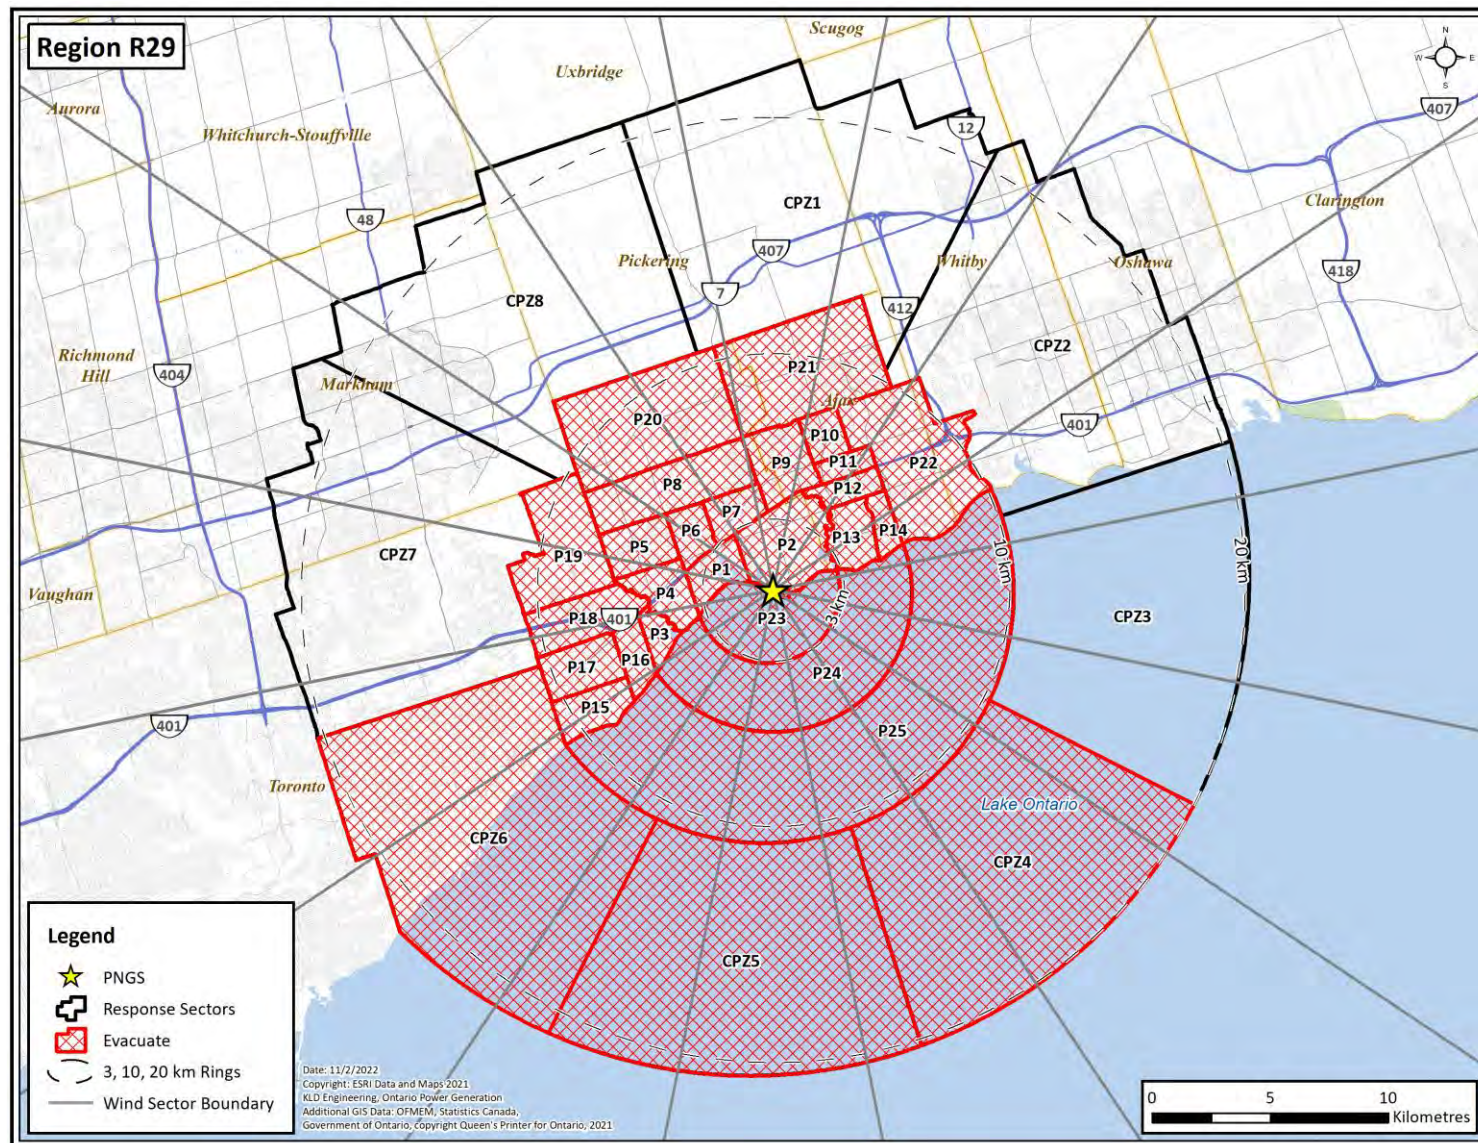 Region R29
Scugog
Uxbridge
N
W E
S
Aurora
Whitchurch-Stouffville
407
12
48
CPZ1
Clarington
Pickering
407
Whitby
Oshawa
418
CPZ8
7
412
Richmond
Hill
404
Markham
CPZ2
P21
Ajax
P20
401
P10
P9
P11
P22
P8
P12
P7
P6
P14
P13
P5
P2
10 km
20 km
CPZ7
P19
P1
P4
Vaughan
3 km
P18
401
P23
CPZ3
P3
P16
P17
P24
P15
401
P25
Toronto
Lake Ontario
CPZ6
CPZ4
CPZ5
Legend
PNGS
Response Sectors
Evacuate
3, 10, 20 km Rings
Wind Sector Boundary
Date: 11/2/2022
Copyright: ESRI Data and Maps 2021
KLD Engineering, Ontario Power Generation
Additional GIS Data: OFMEM, Statistics Canada,
Government of Ontario, copyright Queen's Printer for Ontario, 2021
0 5 10
Kilometres